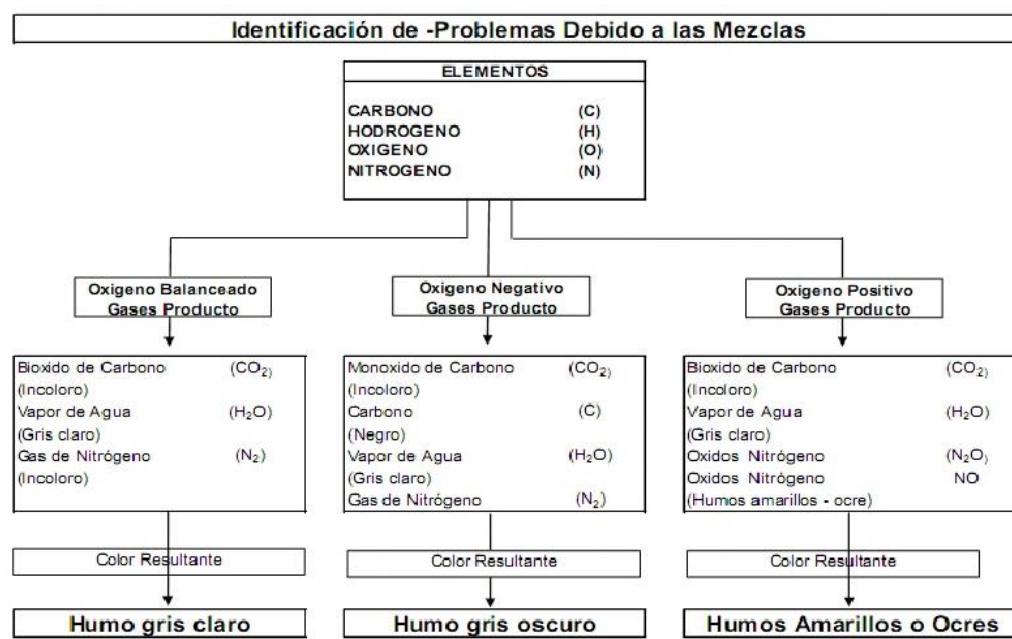 Identificación de -Problemas Debido a las Mezclas
ELEMENTOS
CARBONO (C)
HODROGENO (H)
OXIGENO (O)
NITROGENO (N)
Oxigeno Balanceado
Gases Producto
Bioxido de Carbono (CO₂)
(Incoloro)
Vapor de Agua (H₂O)
(Gris claro)
Gas de Nitrógeno (N₂)
(Incoloro)
Color Resultante
Humo gris claro
Oxigeno Negativo
Gases Producto
Monoxido de Carbono (CO₂)
(Incoloro)
Carbono (C)
(Negro)
Vapor de Agua (H₂O)
(Gris claro)
Gas de Nitrógeno (N₂)
Color Resultante
Humo gris oscuro
Oxigeno Positivo
Gases Producto
Bioxido de Carbono (CO₂)
(Incoloro)
Vapor de Agua (H₂O)
(Gris claro)
Oxidos Nitrógeno (N₂O)
Oxidos Nitrógeno NO
(Humos amarillos - ocre)
Color Resultante
Humos Amarillos o Ocres